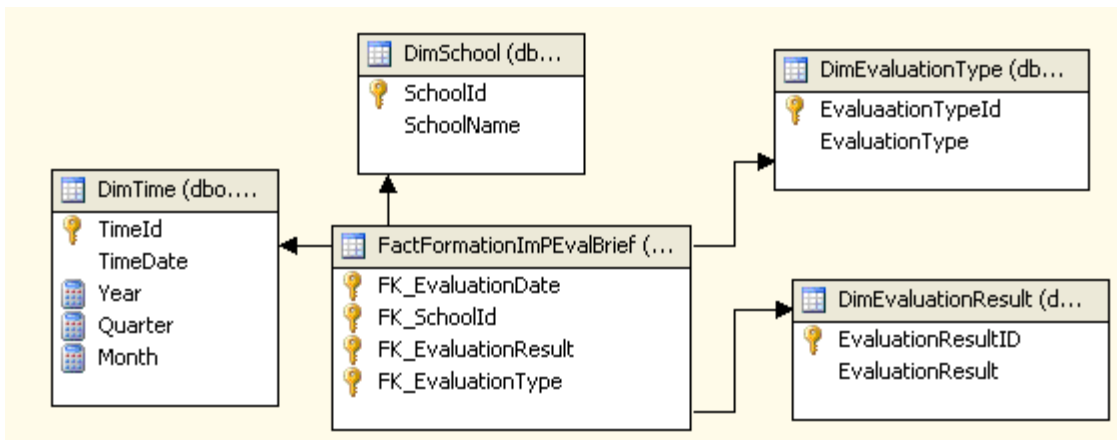 DimSchool (db...
SchoolId
SchoolName
DimEvaluationType (db...
EvaluaationTypeId
EvaluationType
DimTime (dbo....
TimeId
TimeDate
Year
Quarter
Month
FactFormationImPEvalBrief (...
FK_EvaluationDate
FK_SchoolId
FK_EvaluationResult
FK_EvaluationType
DimEvaluationResult (d...
EvaluationResultID
EvaluationResult